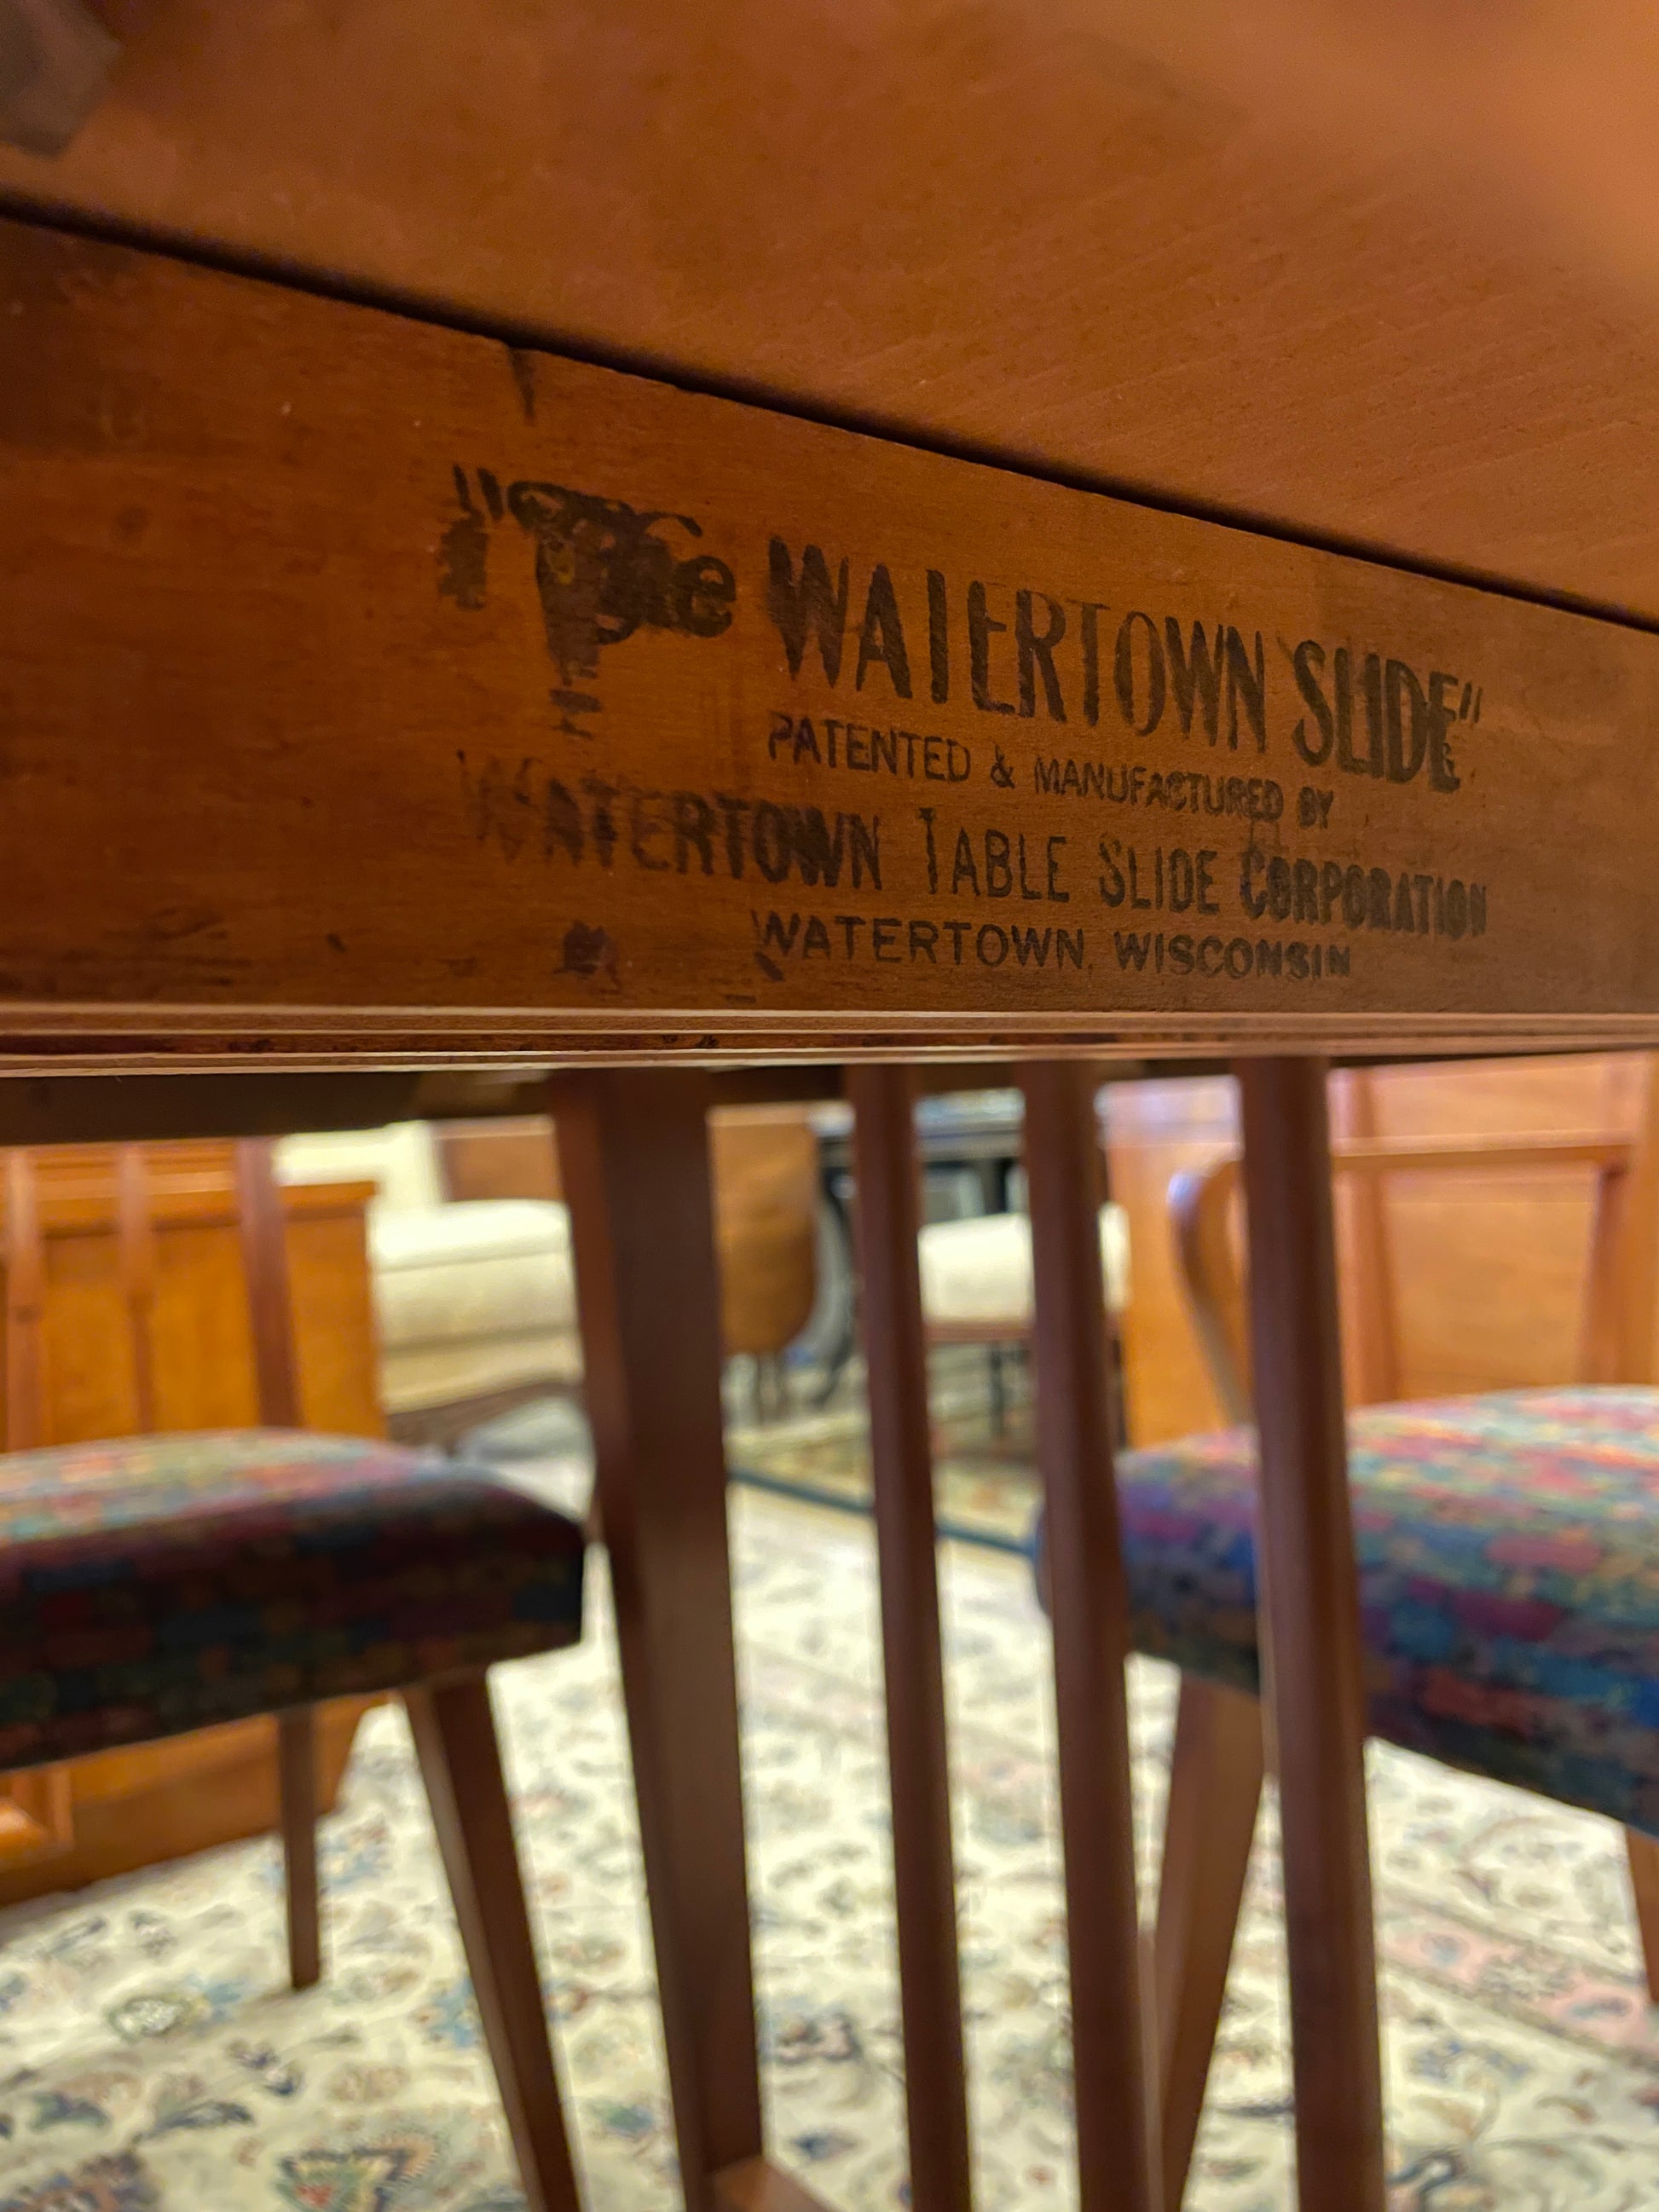 "The WATERTOWN SLIDE"
PATENTED & MANUFACTURED BY
WATERTOWN TABLE SLIDE CORPORATION
WATERTOWN, WISCONSIN